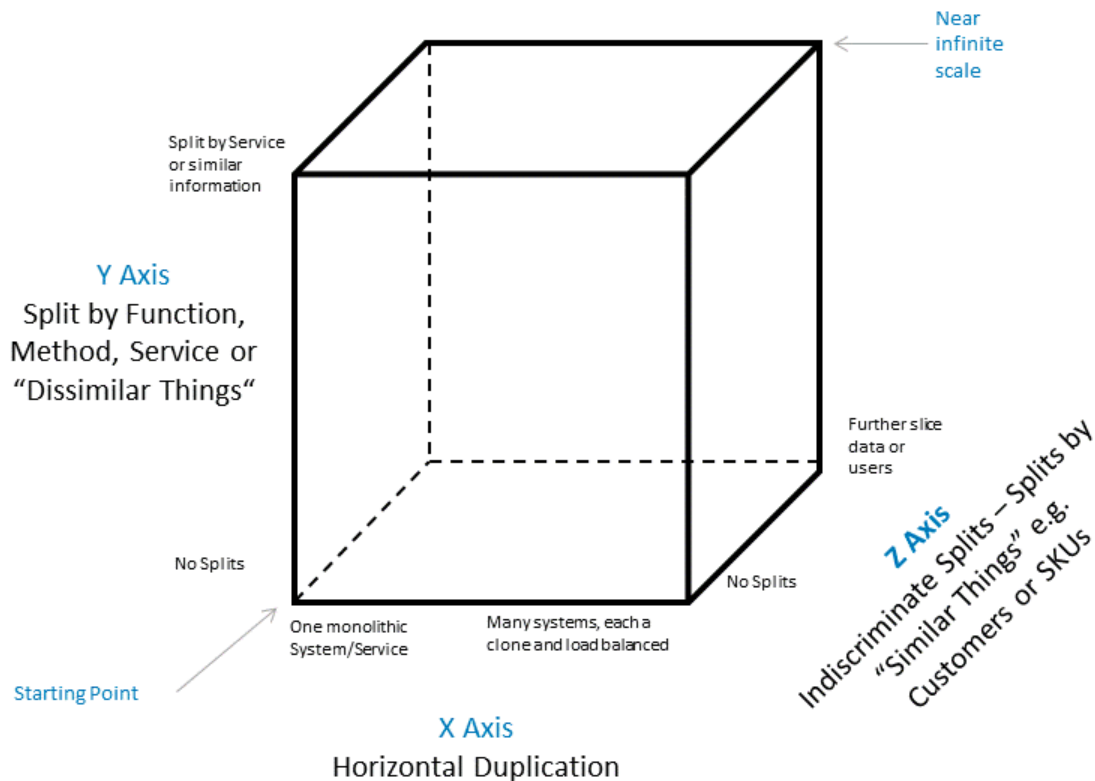 Near
infinite
scale
Split by Service
or similar
information
Y Axis
Split by Function,
Method, Service or
“Dissimilar Things“
Further slice
data or
users
Z Axis
Indiscriminate Splits – Splits by
“Similar Things” e.g.
Customers or SKUs
No Splits
No Splits
One monolithic
System/Service
Many systems, each a
clone and load balanced
Starting Point
X Axis
Horizontal Duplication